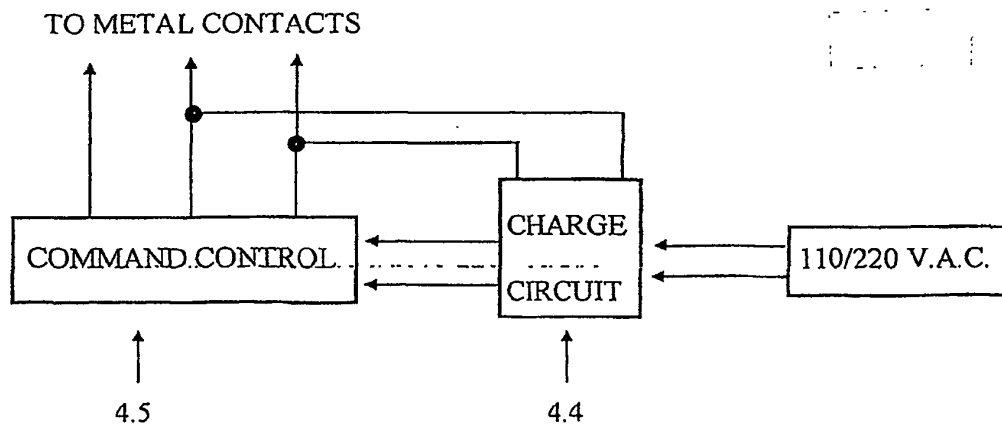 TO METAL CONTACTS
CHARGE
COMMAND.CONTROL
110/220 V.A.C.
CIRCUIT
4.5
4.4